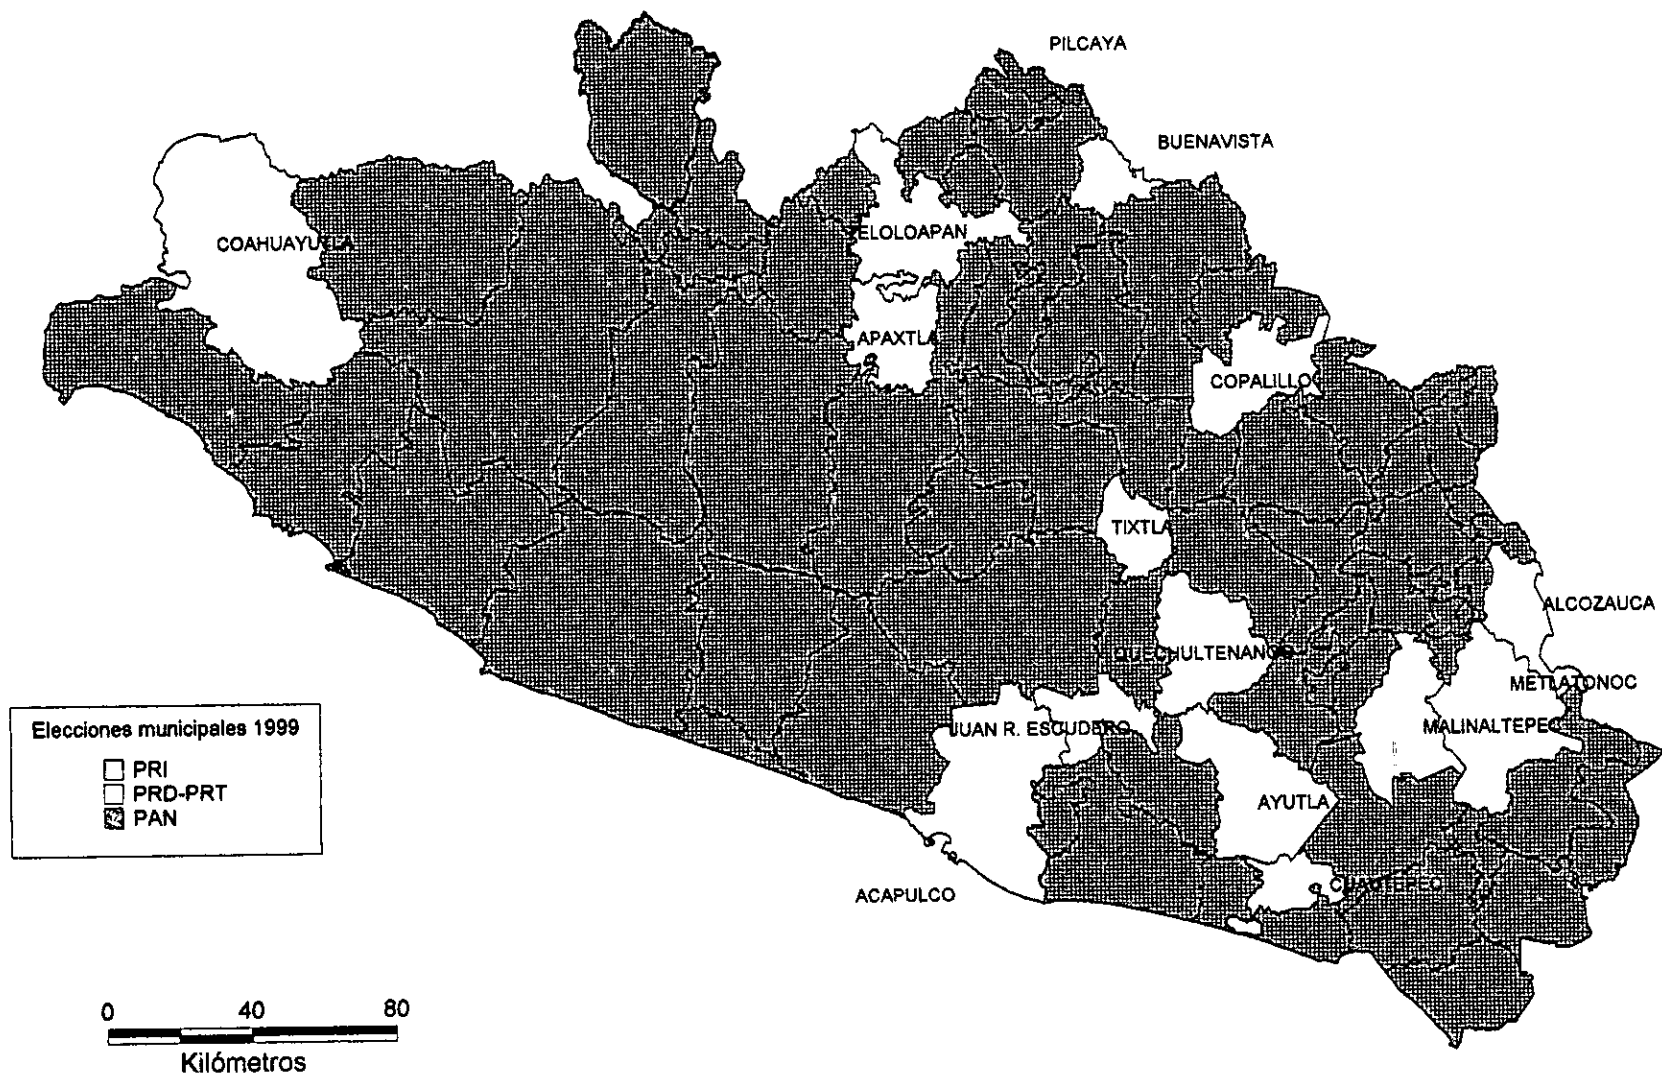 PILCAYA
BUENAVISTA
COAHUAYUTLA
TELOLOAPAN
APAXTLA
COPALILLO
TIXTLA
ALCOZAUCA
QUECHULTENANGO
METLATONOC
JUAN R. ESCUDERO
MALINALTEPEC
AYUTLA
CUAUTEPEC
ACAPULCO
Elecciones municipales 1999
PRI
PRD-PRT
PAN
0 40 80
Kilómetros